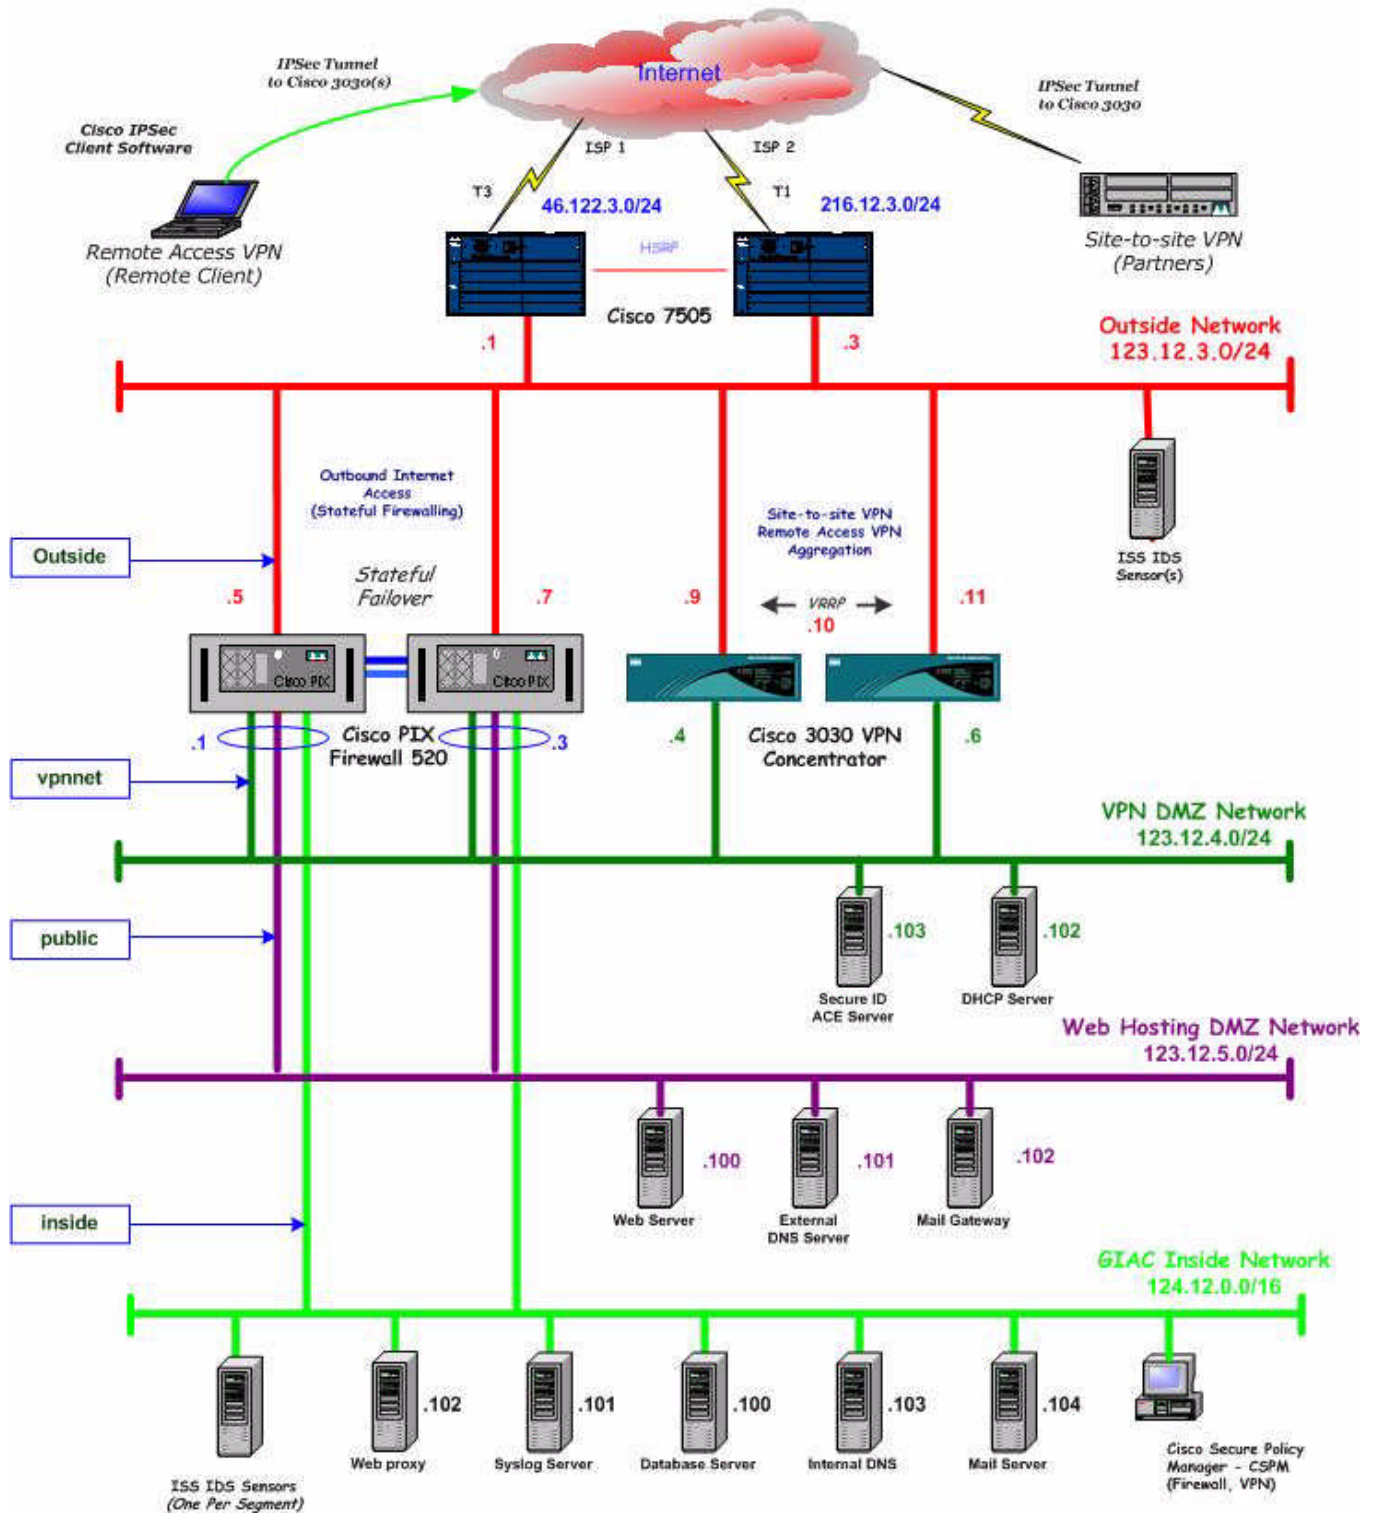 IPSec Tunnel
to Cisco 3030(s)
Internet
IPSec Tunnel
to Cisco 3030
Cisco IPSec
Client Software
ISP 1
ISP 2
T3
T1
46.122.3.0/24
216.12.3.0/24
Remote Access VPN
(Remote Client)
HSRP
Site-to-site VPN
(Partners)
Cisco 7505
.1
.3
Outside Network
123.12.3.0/24
Outbound Internet
Access
(Stateful Firewalling)
Site-to-site VPN
Remote Access VPN
Aggregation
Outside
ISS IDS
Sensor(s)
Stateful
Failover
.5
.7
.9
VRRP
.10
.11
Cisco PIX
Cisco PIX
.1
Cisco PIX
Firewall 520
.3
.4
Cisco 3030 VPN
Concentrator
.6
vpnnet
VPN DMZ Network
123.12.4.0/24
public
.103
.102
Secure ID
ACE Server
DHCP Server
Web Hosting DMZ Network
123.12.5.0/24
.100
.101
.102
Web Server
External
DNS Server
Mail Gateway
inside
GIAC Inside Network
124.12.0.0/16
.102
.101
.100
.103
.104
ISS IDS Sensors
(One Per Segment)
Web proxy
Syslog Server
Database Server
Internal DNS
Mail Server
Cisco Secure Policy
Manager - CSPM
(Firewall, VPN)